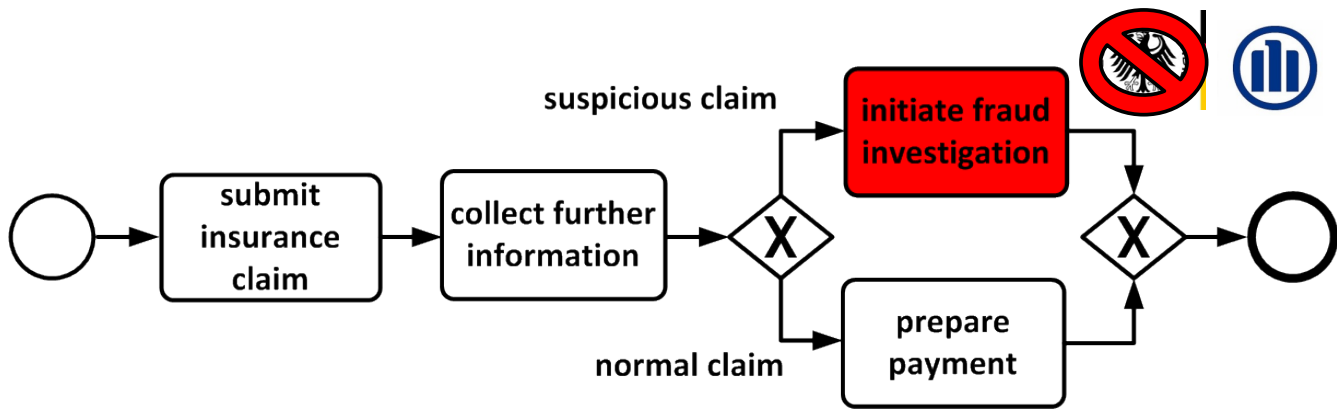 suspicious claim
initiate fraud
investigation
submit
insurance
claim
collect further
information
X
X
normal claim
prepare
payment